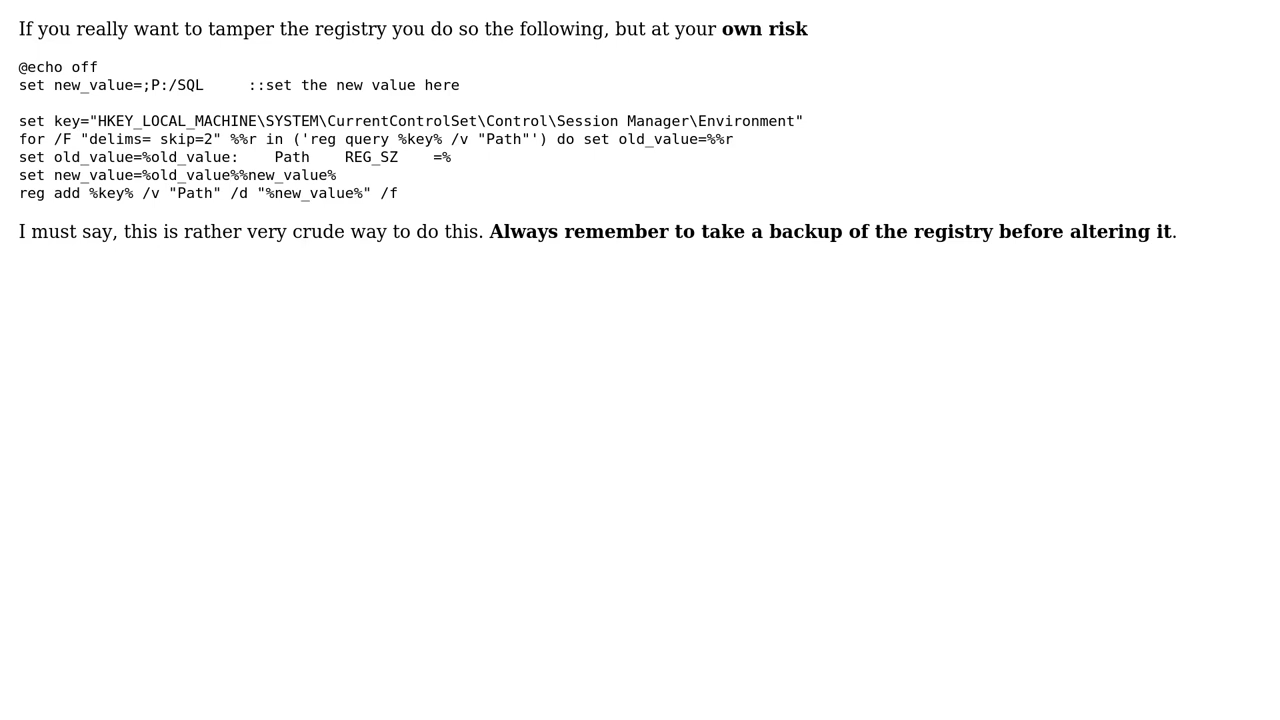 If you really want to tamper the registry you do so the following, but at your own risk
@echo off
set new_value=;P:/SQL     ::set the new value here
set key="HKEY_LOCAL_MACHINE\SYSTEM\CurrentControlSet\Control\Session Manager\Environment"
for /F "delims= skip=2" %%r in ('reg query %key% /v "Path"') do set old_value=%%r
set old_value=%old_value:    Path    REG_SZ    =%
set new_value=%old_value%%new_value%
reg add %key% /v "Path" /d "%new_value%" /f
I must say, this is rather very crude way to do this. Always remember to take a backup of the registry before altering it.